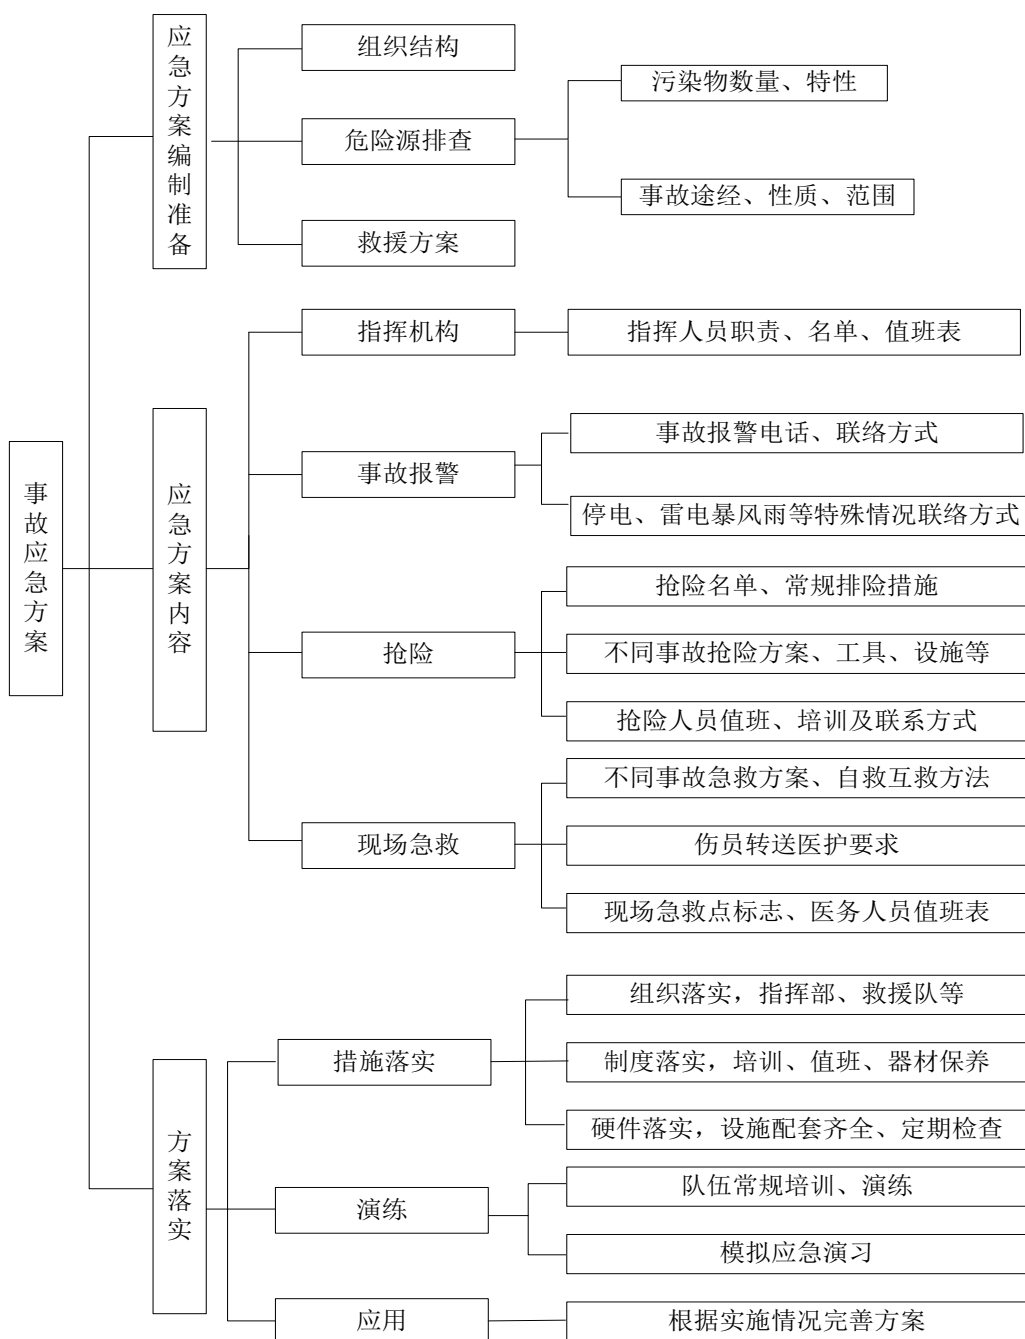 事故应急方案
应急方案编制准备
组织结构
危险源排查
污染物数量、特性
事故途经、性质、范围
救援方案
应急方案内容
指挥机构
指挥人员职责、名单、值班表
事故报警
事故报警电话、联络方式
停电、雷电暴风雨等特殊情况联络方式
抢险
抢险名单、常规排险措施
不同事故抢险方案、工具、设施等
抢险人员值班、培训及联系方式
现场急救
不同事故急救方案、自救互救方法
伤员转送医护要求
现场急救点标志、医务人员值班表
方案落实
措施落实
组织落实，指挥部、救援队等
制度落实，培训、值班、器材保养
硬件落实，设施配套齐全、定期检查
演练
队伍常规培训、演练
模拟应急演习
应用
根据实施情况完善方案